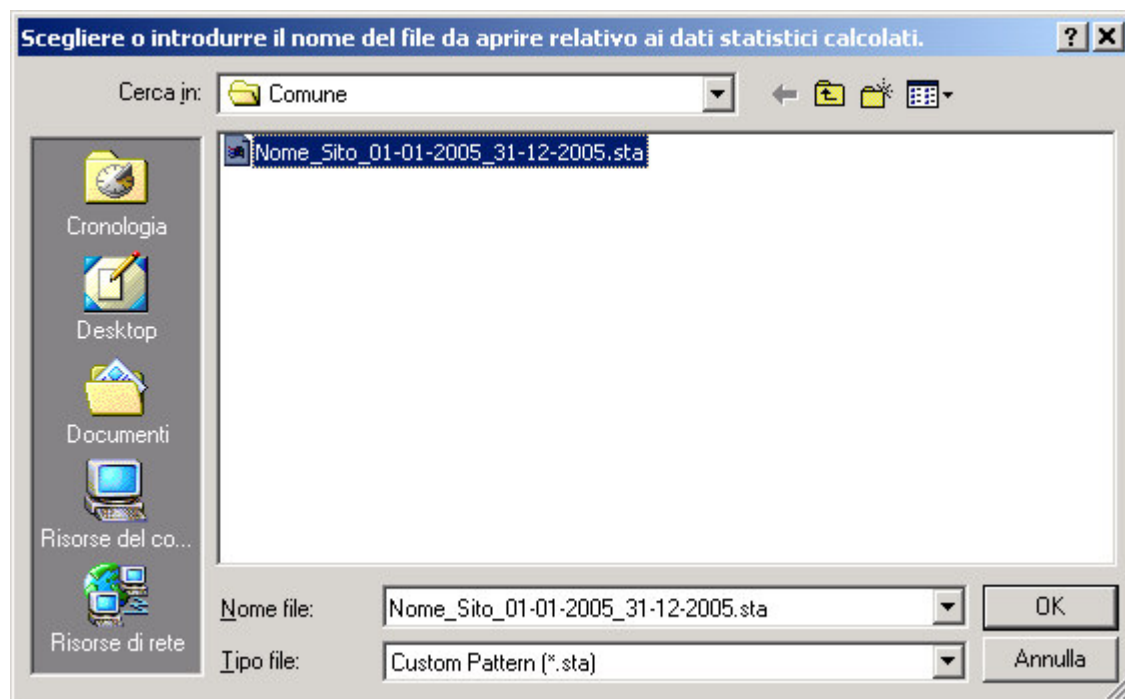 Scegliere o introdurre il nome del file da aprire relativo ai dati statistici calcolati.
Cerca in: Comune
Nome_Sito_01-01-2005_31-12-2005.sta
Cronologia
Desktop
Documenti
Risorse del co...
Risorse di rete
Nome file: Nome_Sito_01-01-2005_31-12-2005.sta OK
Tipo file: Custom Pattern (*.sta) Annulla